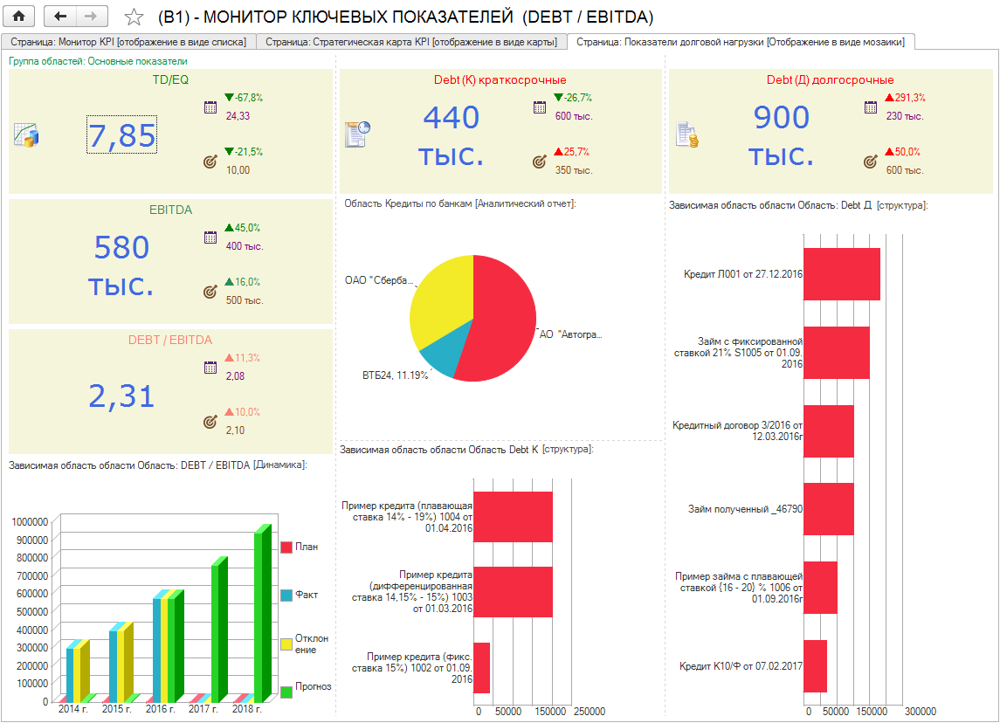 (B1) - МОНИТОР КЛЮЧЕВЫХ ПОКАЗАТЕЛЕЙ (DEBT / EBITDA)
Страница: Монитор KPI [отображение в виде списка]
Страница: Стратегическая карта KPI [отображение в виде карты]
Страница: Показатели долговой нагрузки [Отображение в виде мозаики]
Группа областей: Основные показатели
TD/EQ
-67,8%
24,33
7,85
-21,5%
10,00
EBITDA
45,0%
400 тыс.
580
тыс.
16,0%
500 тыс.
DEBT / EBITDA
11,3%
2,08
2,31
10,0%
2,10
Зависимая область области Область: DEBT / EBITDA [Динамика]:
1000000
900000
800000
700000
600000
500000
400000
300000
200000
100000
0
2014 г.
2015 г.
2016 г.
2017 г.
2018 г.
План
Факт
Отклон
ение
Прогноз
Debt (К) краткосрочные
-26,7%
600 тыс.
440
тыс.
25,7%
350 тыс.
Область Кредиты по банкам [Аналитический отчет]:
ОАО "Сберба...
АО "Автогра...
ВТБ24, 11.19%
Зависимая область области Область Debt К [структура]:
Пример кредита (плавающая
ставка 14% - 19%) 1004 от
01.04.2016
Пример кредита
(дифференцированная
ставка 14,15% - 15%) 1003
от 01.03.2016
Пример кредита (Фикс.
ставка 15%) 1002 от 01.09.
2016
0
50000
150000
250000
Debt (Д) долгосрочные
291,3%
230 тыс.
900
тыс.
50,0%
600 тыс.
Зависимая область области Область: Debt Д [структура]:
Кредит Л001 от 27.12.2016
Займ с фиксированной
ставкой 21% S1005 от 01.09.
2016
Кредитный договор 3/2016 от
12.03.2016г
Займ полученный _46790
Пример займа с плавающей
ставкой {16 - 20} % 1006 от
01.09.2016г
Кредит К10/Ф от 07.02.2017
0
50000
150000
300000